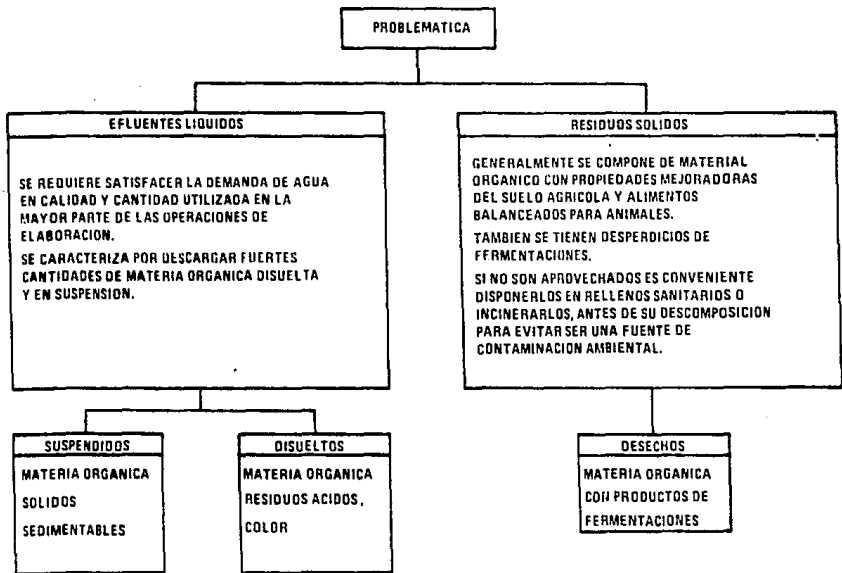 PROBLEMATICA
EFLUENTES LIQUIDOS
SE REQUIERE SATISFACER LA DEMANDA DE AGUA
EN CALIDAD Y CANTIDAD UTILIZADA EN LA
MAYOR PARTE DE LAS OPERACIONES DE
ELABORACION.
SE CARACTERIZA POR DESCARGAR FUERTES
CANTIDADES DE MATERIA ORGANICA DISUELTA
Y EN SUSPENSION.
RESIDUOS SOLIDOS
GENERALMENTE SE COMPONE DE MATERIAL
ORGANICO CON PROPIEDADES MEJORADORAS
DEL SUELO AGRICOLA Y ALIMENTOS
BALANCEADOS PARA ANIMALES.
TAMBIEN SE TIENEN DESPERDICIOS DE
FERMENTACIONES.
SI NO SON APROVECHADOS ES CONVENIENTE
DISPONERLOS EN RELLENOS SANITARIOS O
INCINERARLOS, ANTES DE SU DESCOMPOSICION
PARA EVITAR SER UNA FUENTE DE
CONTAMINACION AMBIENTAL.
SUSPENDIDOS
MATERIA ORGANICA
SOLIDOS
SEDIMENTABLES
DISUELTOS
MATERIA ORGANICA
RESIDUOS ACIDOS,
COLOR
DESECHOS
MATERIA ORGANICA
CON PRODUCTOS DE
FERMENTACIONES